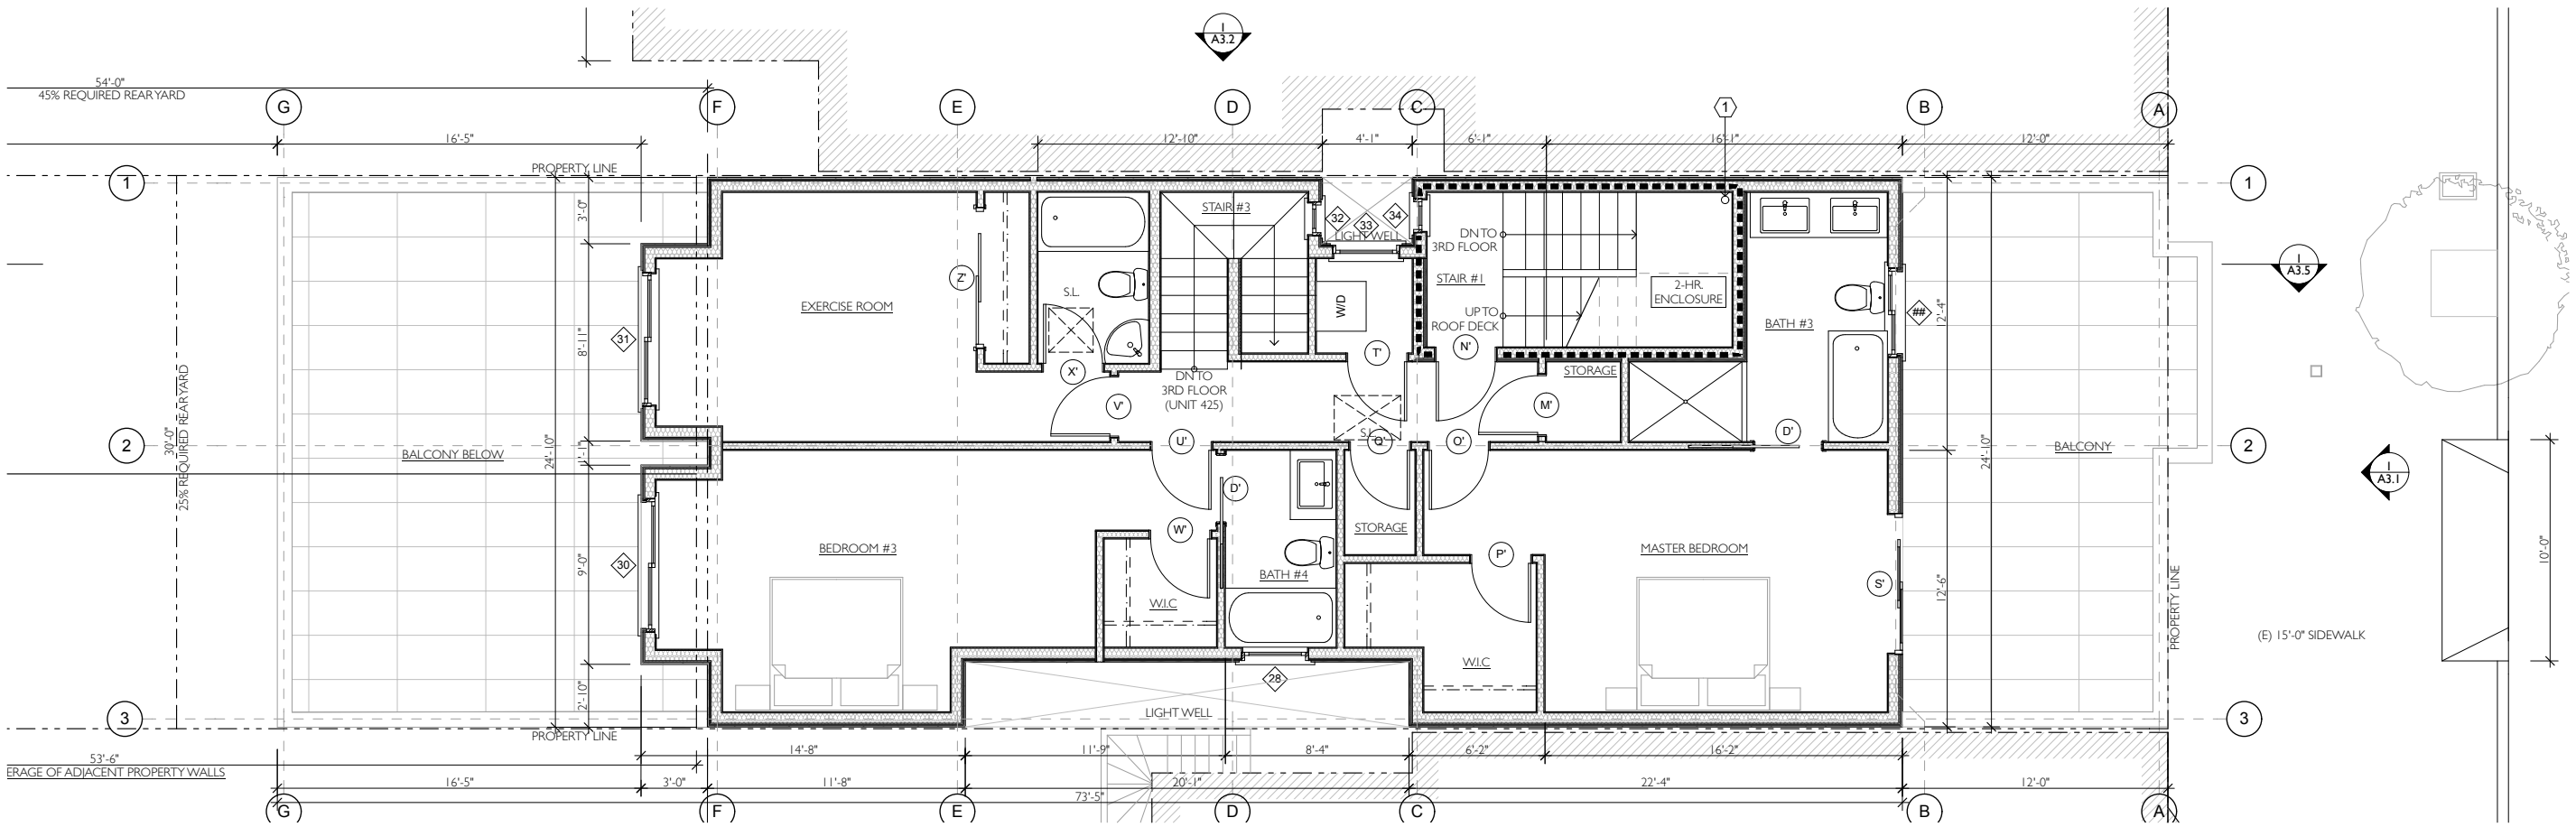 I
A3.2
54'-0"
45% REQUIRED REAR YARD
G
F
E
D
C
1
B
A
16'-5"
12'-10"
4'-1"
6'-1"
16'-1"
12'-0"
PROPERTY LINE
1
1
3'-0"
STAIR #3
32
33
34
LIGHT WELL
DN TO
3RD FLOOR
STAIR #1
2-HR.
ENCLOSURE
UP TO
ROOF DECK
N'
I
A3.5
EXERCISE ROOM
Z'
S.L.
W/D
BATH #3
##
12'-4"
31
8'-11"
X'
T'
STORAGE
DN TO
3RD FLOOR
(UNIT 425)
V'
M'
S.L.
2
30'-0"
25% REQUIRED REAR YARD
BALCONY BELOW
24'-10"
1'-1"
U'
Q'
O'
D'
24'-10"
BALCONY
2
I
A3.1
D'
W'
STORAGE
BEDROOM #3
BATH #4
P'
MASTER BEDROOM
30
9'-0"
S'
12'-6"
10'-0"
PROPERTY LINE
W.I.C
(E) 15'-0" SIDEWALK
W.I.C
28
2'-10"
LIGHT WELL
3
3
PROPERTY LINE
14'-8"
11'-9"
8'-4"
6'-2"
16'-2"
53'-6"
ERAGE OF ADJACENT PROPERTY WALLS
16'-5"
3'-0"
11'-8"
20'-1"
22'-4"
12'-0"
73'-5"
G
F
E
D
C
B
A